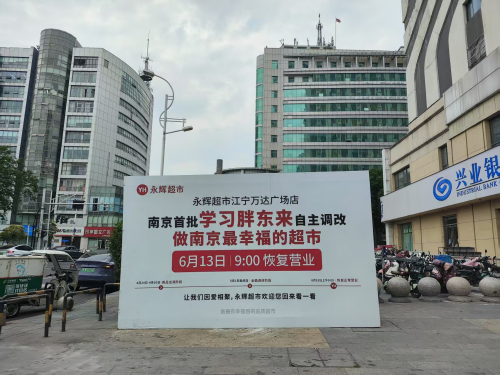 YH 永辉超市
永辉超市江宁万达广场店
南京首批学习胖东来自主调改
做南京最幸福的超市
6月13日 9:00 恢复营业
让我们因爱相聚,永辉超市欢迎您回来看一看
兴业银
INDUSTRIAL BANK